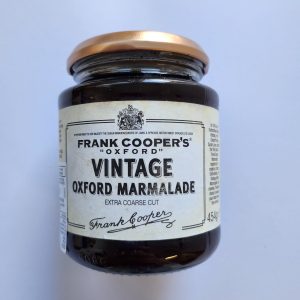 FRANK COOPER'S
"OXFORD"
VINTAGE
OXFORD MARMALADE
EXTRA COARSE CUT
Frank Cooper
454g